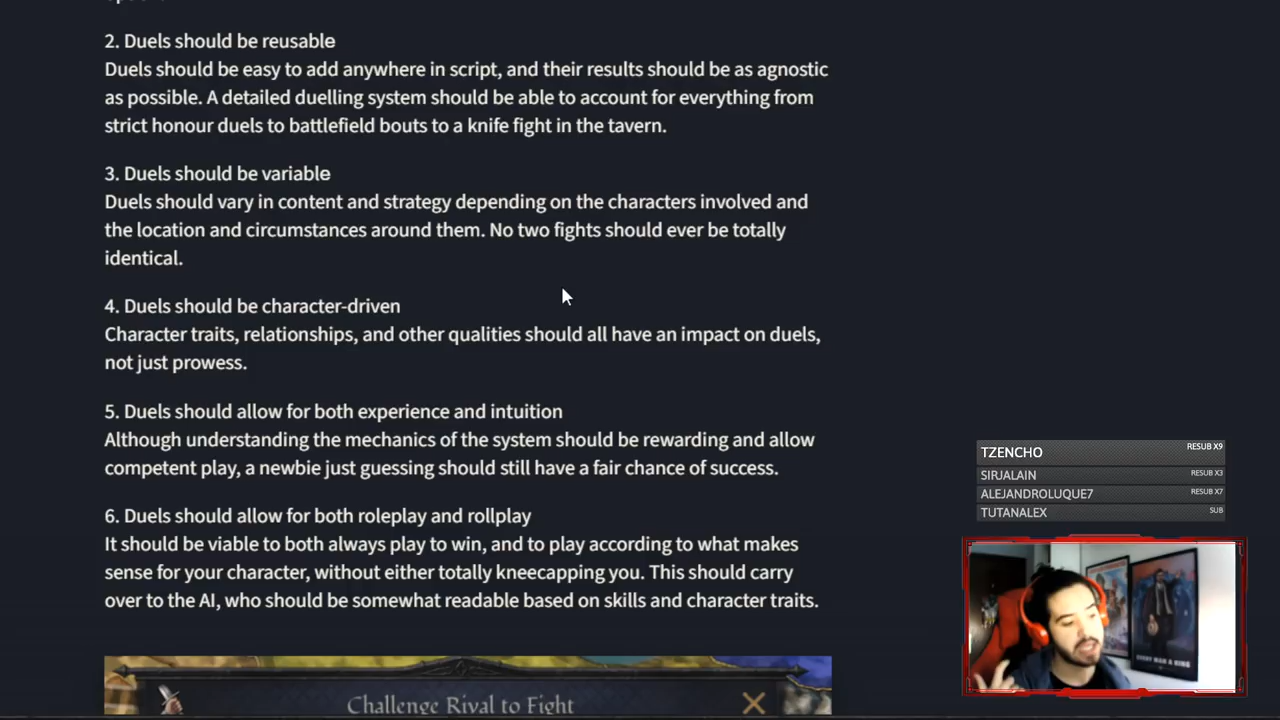 2. Duels should be reusable
Duels should be easy to add anywhere in script, and their results should be as agnostic
as possible. A detailed duelling system should be able to account for everything from
strict honour duels to battlefield bouts to a knife fight in the tavern.
3. Duels should be variable
Duels should vary in content and strategy depending on the characters involved and
the location and circumstances around them. No two fights should ever be totally
identical.
4. Duels should be character-driven
Character traits, relationships, and other qualities should all have an impact on duels,
not just prowess.
5. Duels should allow for both experience and intuition
Although understanding the mechanics of the system should be rewarding and allow
competent play, a newbie just guessing should still have a fair chance of success.
6. Duels should allow for both roleplay and rollplay
It should be viable to both always play to win, and to play according to what makes
sense for your character, without either totally kneecapping you. This should carry
over to the AI, who should be somewhat readable based on skills and character traits.
Challenge Rival to Fight
TZENCHO RESUB X9
SIRJALAIN RESUB X3
ALEJANDROLUQUE7 RESUB X7
TUTANALEX SUB
EVERY MAN A KING